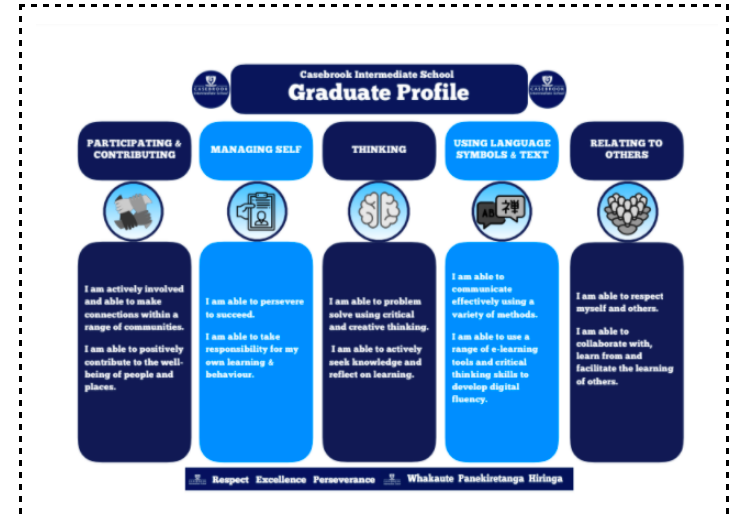 Casebrook Intermediate School
Graduate Profile
CASEBROOK
CASEBROOK
PARTICIPATING &
CONTRIBUTING
I am actively involved
and able to make
connections within a
range of communities.
I am able to positively
contribute to the well-
being of people and
places.
MANAGING SELF
I am able to persevere
to succeed.
I am able to take
responsibility for my
own learning &
behaviour.
THINKING
I am able to problem
solve using critical
and creative thinking.
I am able to actively
seek knowledge and
reflect on learning.
USING LANGUAGE
SYMBOLS & TEXT
AB
禅
I am able to
communicate
effectively using a
variety of methods.
I am able to use a
range of e-learning
tools and critical
thinking skills to
develop digital
fluency.
RELATING TO
OTHERS
I am able to respect
myself and others.
I am able to
collaborate with,
learn from and
facilitate the learning
of others.
Respect Excellence Perseverance Whakaute Panekiretanga Hiringa